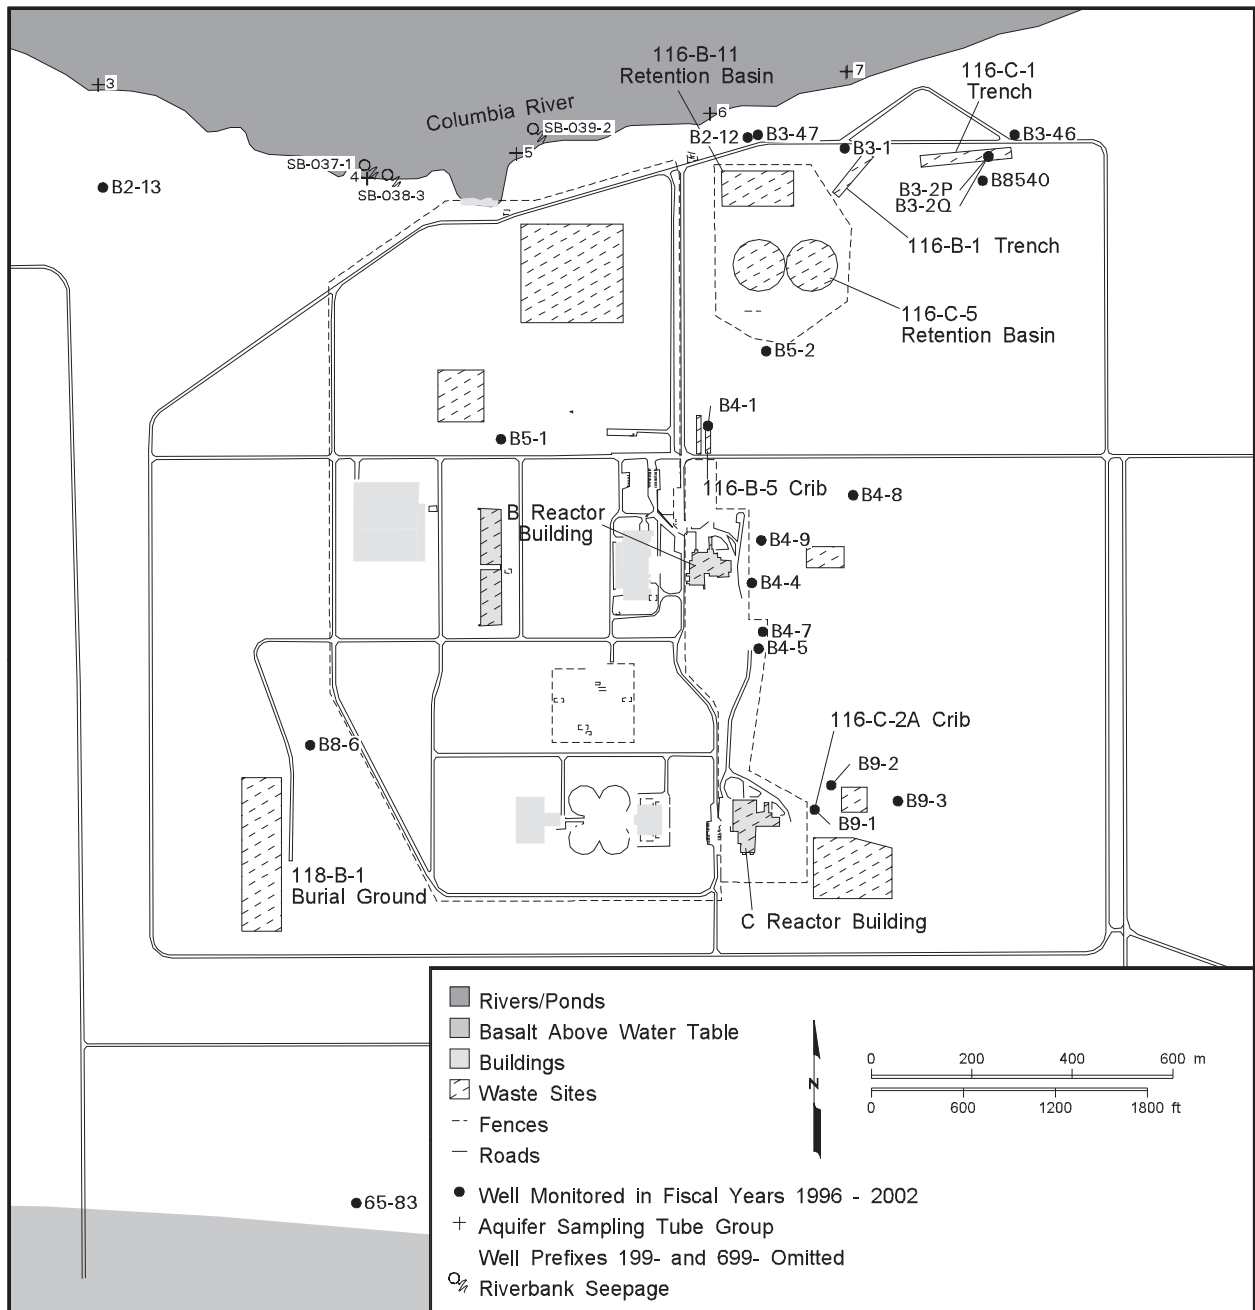 116-B-11
Retention Basin
7
3
116-C-1
Trench
Columbia River
6
SB-039-2
B2-12
B3-47
B3-46
B3-1
5
SB-037-1
4
SB-038-3
B2-13
B3-2P
B3-2Q
B8540
116-B-1 Trench
116-C-5
Retention Basin
B5-2
B4-1
B5-1
116-B-5 Crib
B4-8
B Reactor
Building
B4-9
B4-4
B4-7
B4-5
116-C-2A Crib
B8-6
B9-2
B9-3
B9-1
118-B-1
Burial Ground
C Reactor Building
Rivers/Ponds
Basalt Above Water Table
Buildings
Waste Sites
Fences
Roads
Well Monitored in Fiscal Years 1996 - 2002
Aquifer Sampling Tube Group
Well Prefixes 199- and 699- Omitted
Riverbank Seepage
N
0 200 400 600 m
0 600 1200 1800 ft
65-83